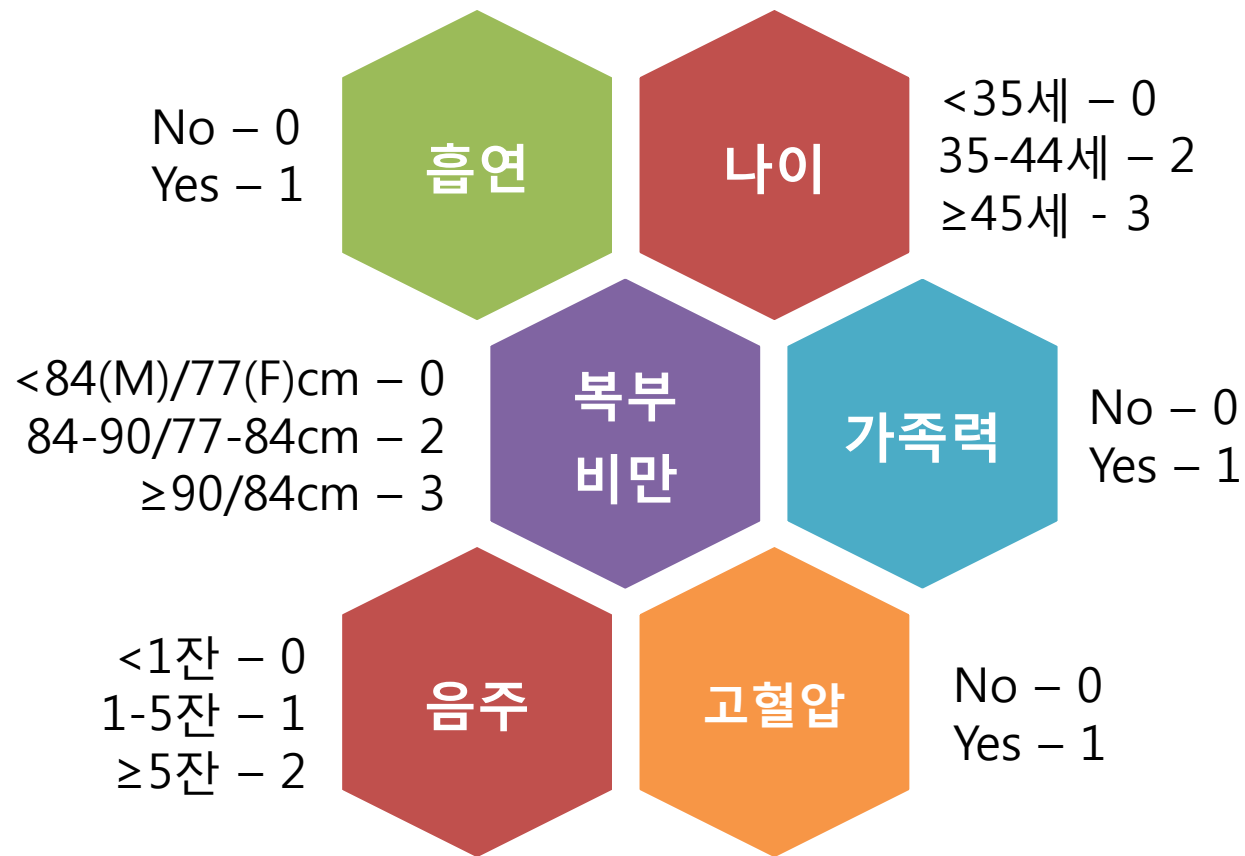 No – 0
Yes – 1
흡연
나이
<35세 – 0
35-44세 – 2
≥45세 - 3
<84(M)/77(F)cm – 0
84-90/77-84cm – 2
≥90/84cm – 3
복부
비만
가족력
No – 0
Yes – 1
<1잔 – 0
1-5잔 – 1
≥5잔 – 2
음주
고혈압
No – 0
Yes – 1